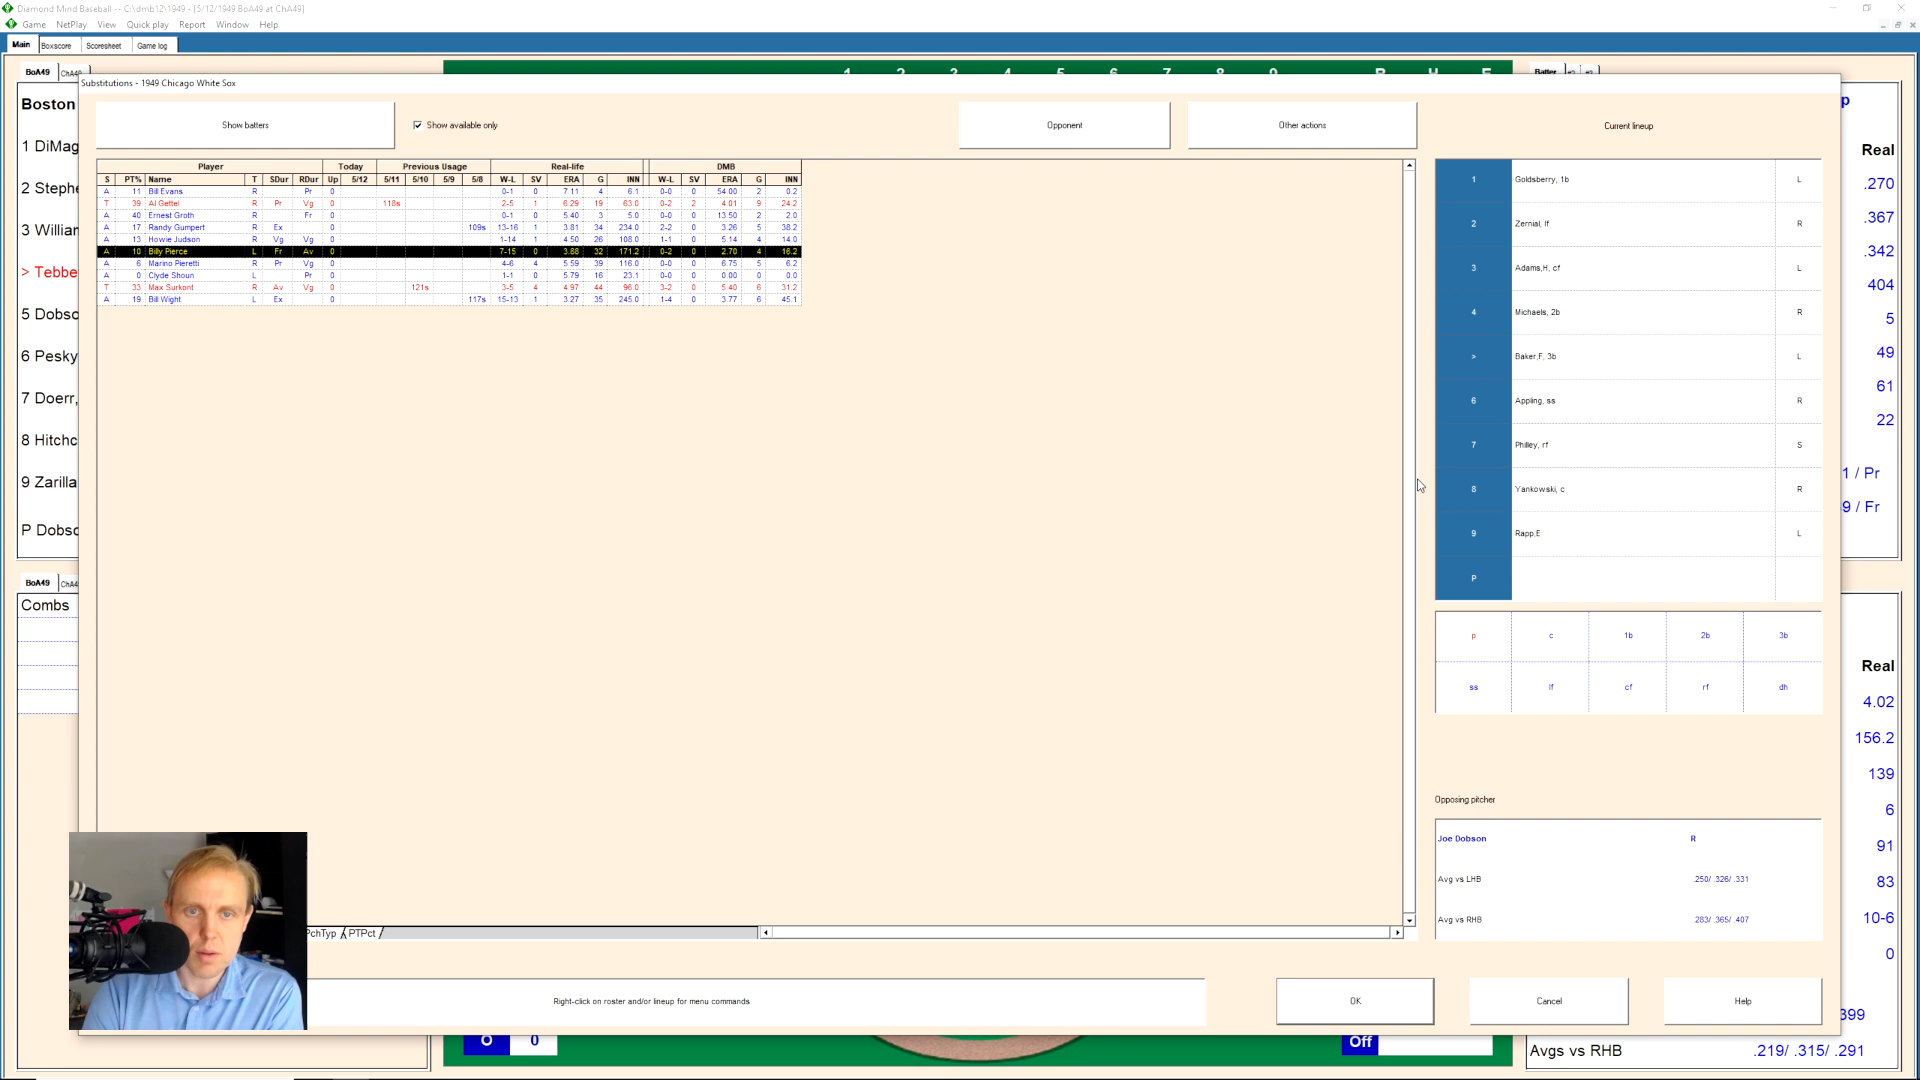 Diamond Mind Baseball -- C:\dmb12\1949 - [5/12/1949 BoA49 at ChA49]
Game NetPlay View Quick play Report Window Help
Main Boxscore Scoresheet Game log
BoA49 ChA49
Substitutions - 1949 Chicago White Sox
Show batters
Show available only
Opponent
Other actions
Current lineup
Player Today Previous Usage Real-life DMB
S PT% Name T SDur RDur Up 5/12 5/11 5/10 5/9 5/8 W-L SV ERA G INN W-L SV ERA G INN
A 11 Bill Evans R Pr 0 0-1 0 7.11 4 6.1 0-0 0 54.00 2 0.2
T 39 Al Gettel R Pr Vg 0 118s 2-5 1 6.29 19 63.0 0-2 2 4.01 9 24.2
A 40 Ernest Groth R Fr 0 0-1 0 5.40 3 5.0 0-0 0 13.50 2 2.0
A 17 Randy Gumpert R Ex 0 109s 13-16 1 3.81 34 234.0 2-2 0 3.26 5 38.2
A 13 Howie Judson R Vg Vg 0 1-14 1 4.50 26 108.0 1-1 0 5.14 4 14.0
A 10 Billy Pierce L Fr Av 0 7-15 0 3.88 32 171.2 0-2 0 2.70 4 16.2
A 6 Marino Pieretti R Pr Vg 0 4-6 4 5.59 39 116.0 0-0 0 6.75 5 6.2
A 0 Clyde Shoun L Pr 0 1-1 0 5.79 16 23.1 0-0 0 0.00 0 0.0
T 33 Max Surkont R Av Vg 0 121s 3-5 4 4.97 44 96.0 3-2 0 5.40 6 31.2
A 19 Bill Wight L Ex 0 117s 15-13 1 3.27 35 245.0 1-4 0 3.77 6 45.1
Boston
1 DiMag
2 Stephe
3 William
> Tebbe
5 Dobso
6 Pesky
7 Doerr,
8 Hitchc
9 Zarilla
P Dobso
BoA49 ChA4
Combs
1 Goldsberry, 1b L
2 Zernial, lf R
3 Adams,H, cf L
4 Michaels, 2b R
> Baker,F, 3b L
6 Appling, ss R
7 Philley, rf S
8 Yankowski, c R
9 Rapp,E L
P
p c 1b 2b 3b
ss lf cf rf dh
Opposing pitcher
Joe Dobson R
Avg vs LHB .250/ .326/ .331
Avg vs RHB .283/ .365/ .407
PchTyp PTPct
Right-click on roster and/or lineup for menu commands
OK
Cancel
Help
Batter
p
Real
.270
.367
.342
404
5
49
61
22
1 / Pr
9 / Fr
Real
4.02
156.2
139
6
91
83
10-6
0
399
O 0
Off
Avgs vs RHB .219/ .315/ .291